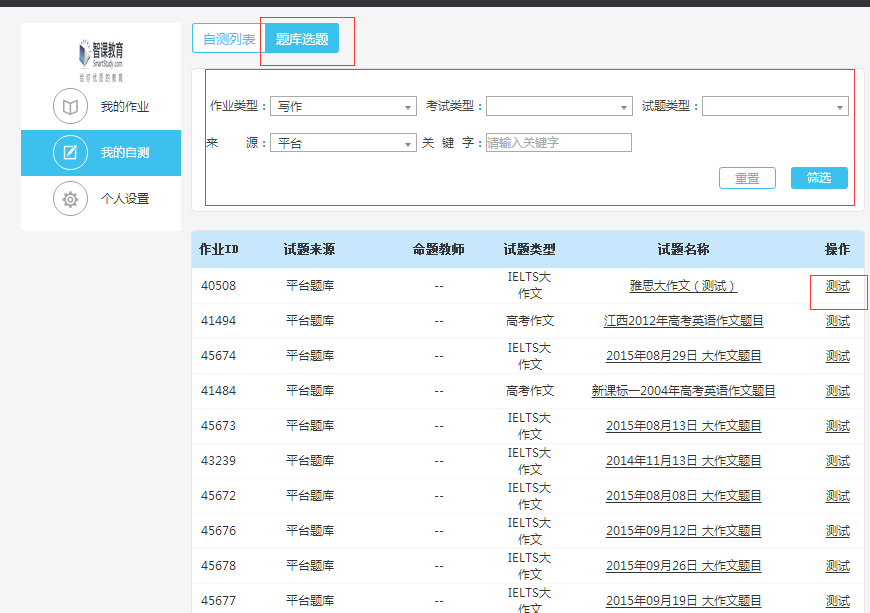 智课教育
SmartStudy.com
给你优质的教育
我的作业
我的自测
个人设置
自测列表 题库选题
作业类型： 写作 考试类型： 试题类型：
来 源： 平台 关 键 字： 请输入关键字
重置 筛选
作业ID 试题来源 命题教师 试题类型 试题名称 操作
40508 平台题库 -- IELTS大作文 雅思大作文（测试） 测试
41494 平台题库 -- 高考作文 江西2012年高考英语作文题目 测试
45674 平台题库 -- IELTS大作文 2015年08月29日 大作文题目 测试
41484 平台题库 -- 高考作文 新课标一2004年高考英语作文题目 测试
45673 平台题库 -- IELTS大作文 2015年08月13日 大作文题目 测试
43239 平台题库 -- IELTS大作文 2014年11月13日 大作文题目 测试
45672 平台题库 -- IELTS大作文 2015年08月08日 大作文题目 测试
45676 平台题库 -- IELTS大作文 2015年09月12日 大作文题目 测试
45678 平台题库 -- IELTS大作文 2015年09月26日 大作文题目 测试
45677 平台题库 -- IELTS大作文 2015年09月19日 大作文题目 测试